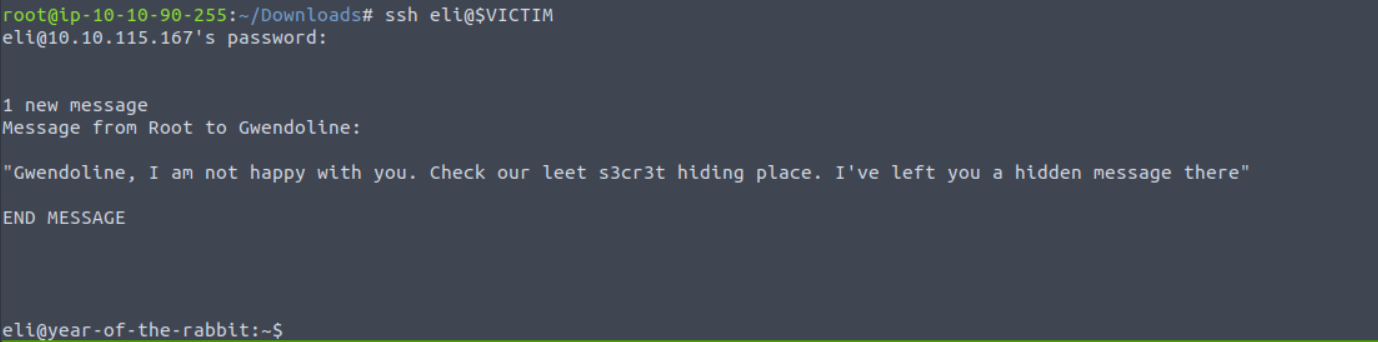 root@ip-10-10-90-255:~/Downloads# ssh eli@$VICTIM
eli@10.10.115.167's password:
1 new message
Message from Root to Gwendoline:
"Gwendoline, I am not happy with you. Check our leet s3cr3t hiding place. I've left you a hidden message there"
END MESSAGE
eli@year-of-the-rabbit:~$